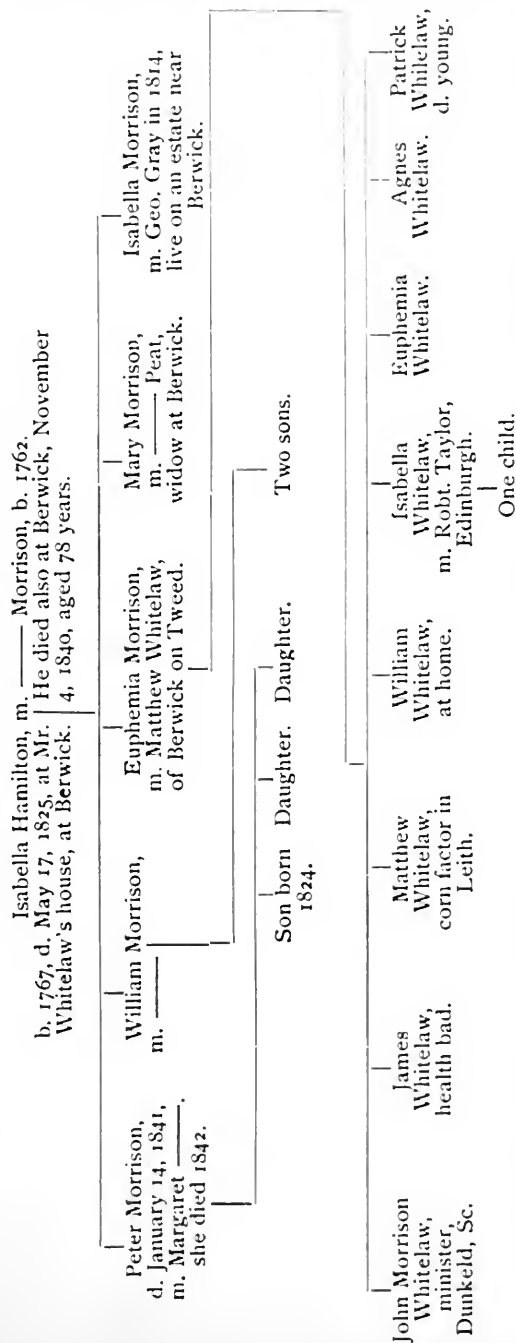 Isabella Hamilton, m. —— Morrison, b. 1762.
b. 1767, d. May 17, 1825, at Mr. He died also at Berwick, November
Whitelaw's house, at Berwick. 4, 1840, aged 78 years.
Peter Morrison,
d. January 14, 1841,
m. Margaret ——.
she died 1842.
William Morrison,
m. ——
Euphemia Morrison,
m. Matthew Whitelaw,
of Berwick on Tweed.
Mary Morrison,
m. —— Peat,
widow at Berwick.
Isabella Morrison,
m. Geo. Gray in 1814,
live on an estate near
Berwick.
Son born
1824.
Daughter.
Daughter.
Two sons.
John Morrison
Whitelaw,
minister,
Dunkeld, Sc.
James
Whitelaw,
health bad.
Matthew
Whitelaw,
corn factor in
Leith.
William
Whitelaw,
at home.
Isabella
Whitelaw,
m. Robt. Taylor,
Edinburgh.
One child.
Euphemia
Whitelaw.
Agnes
Whitelaw.
Patrick
Whitelaw,
d. young.